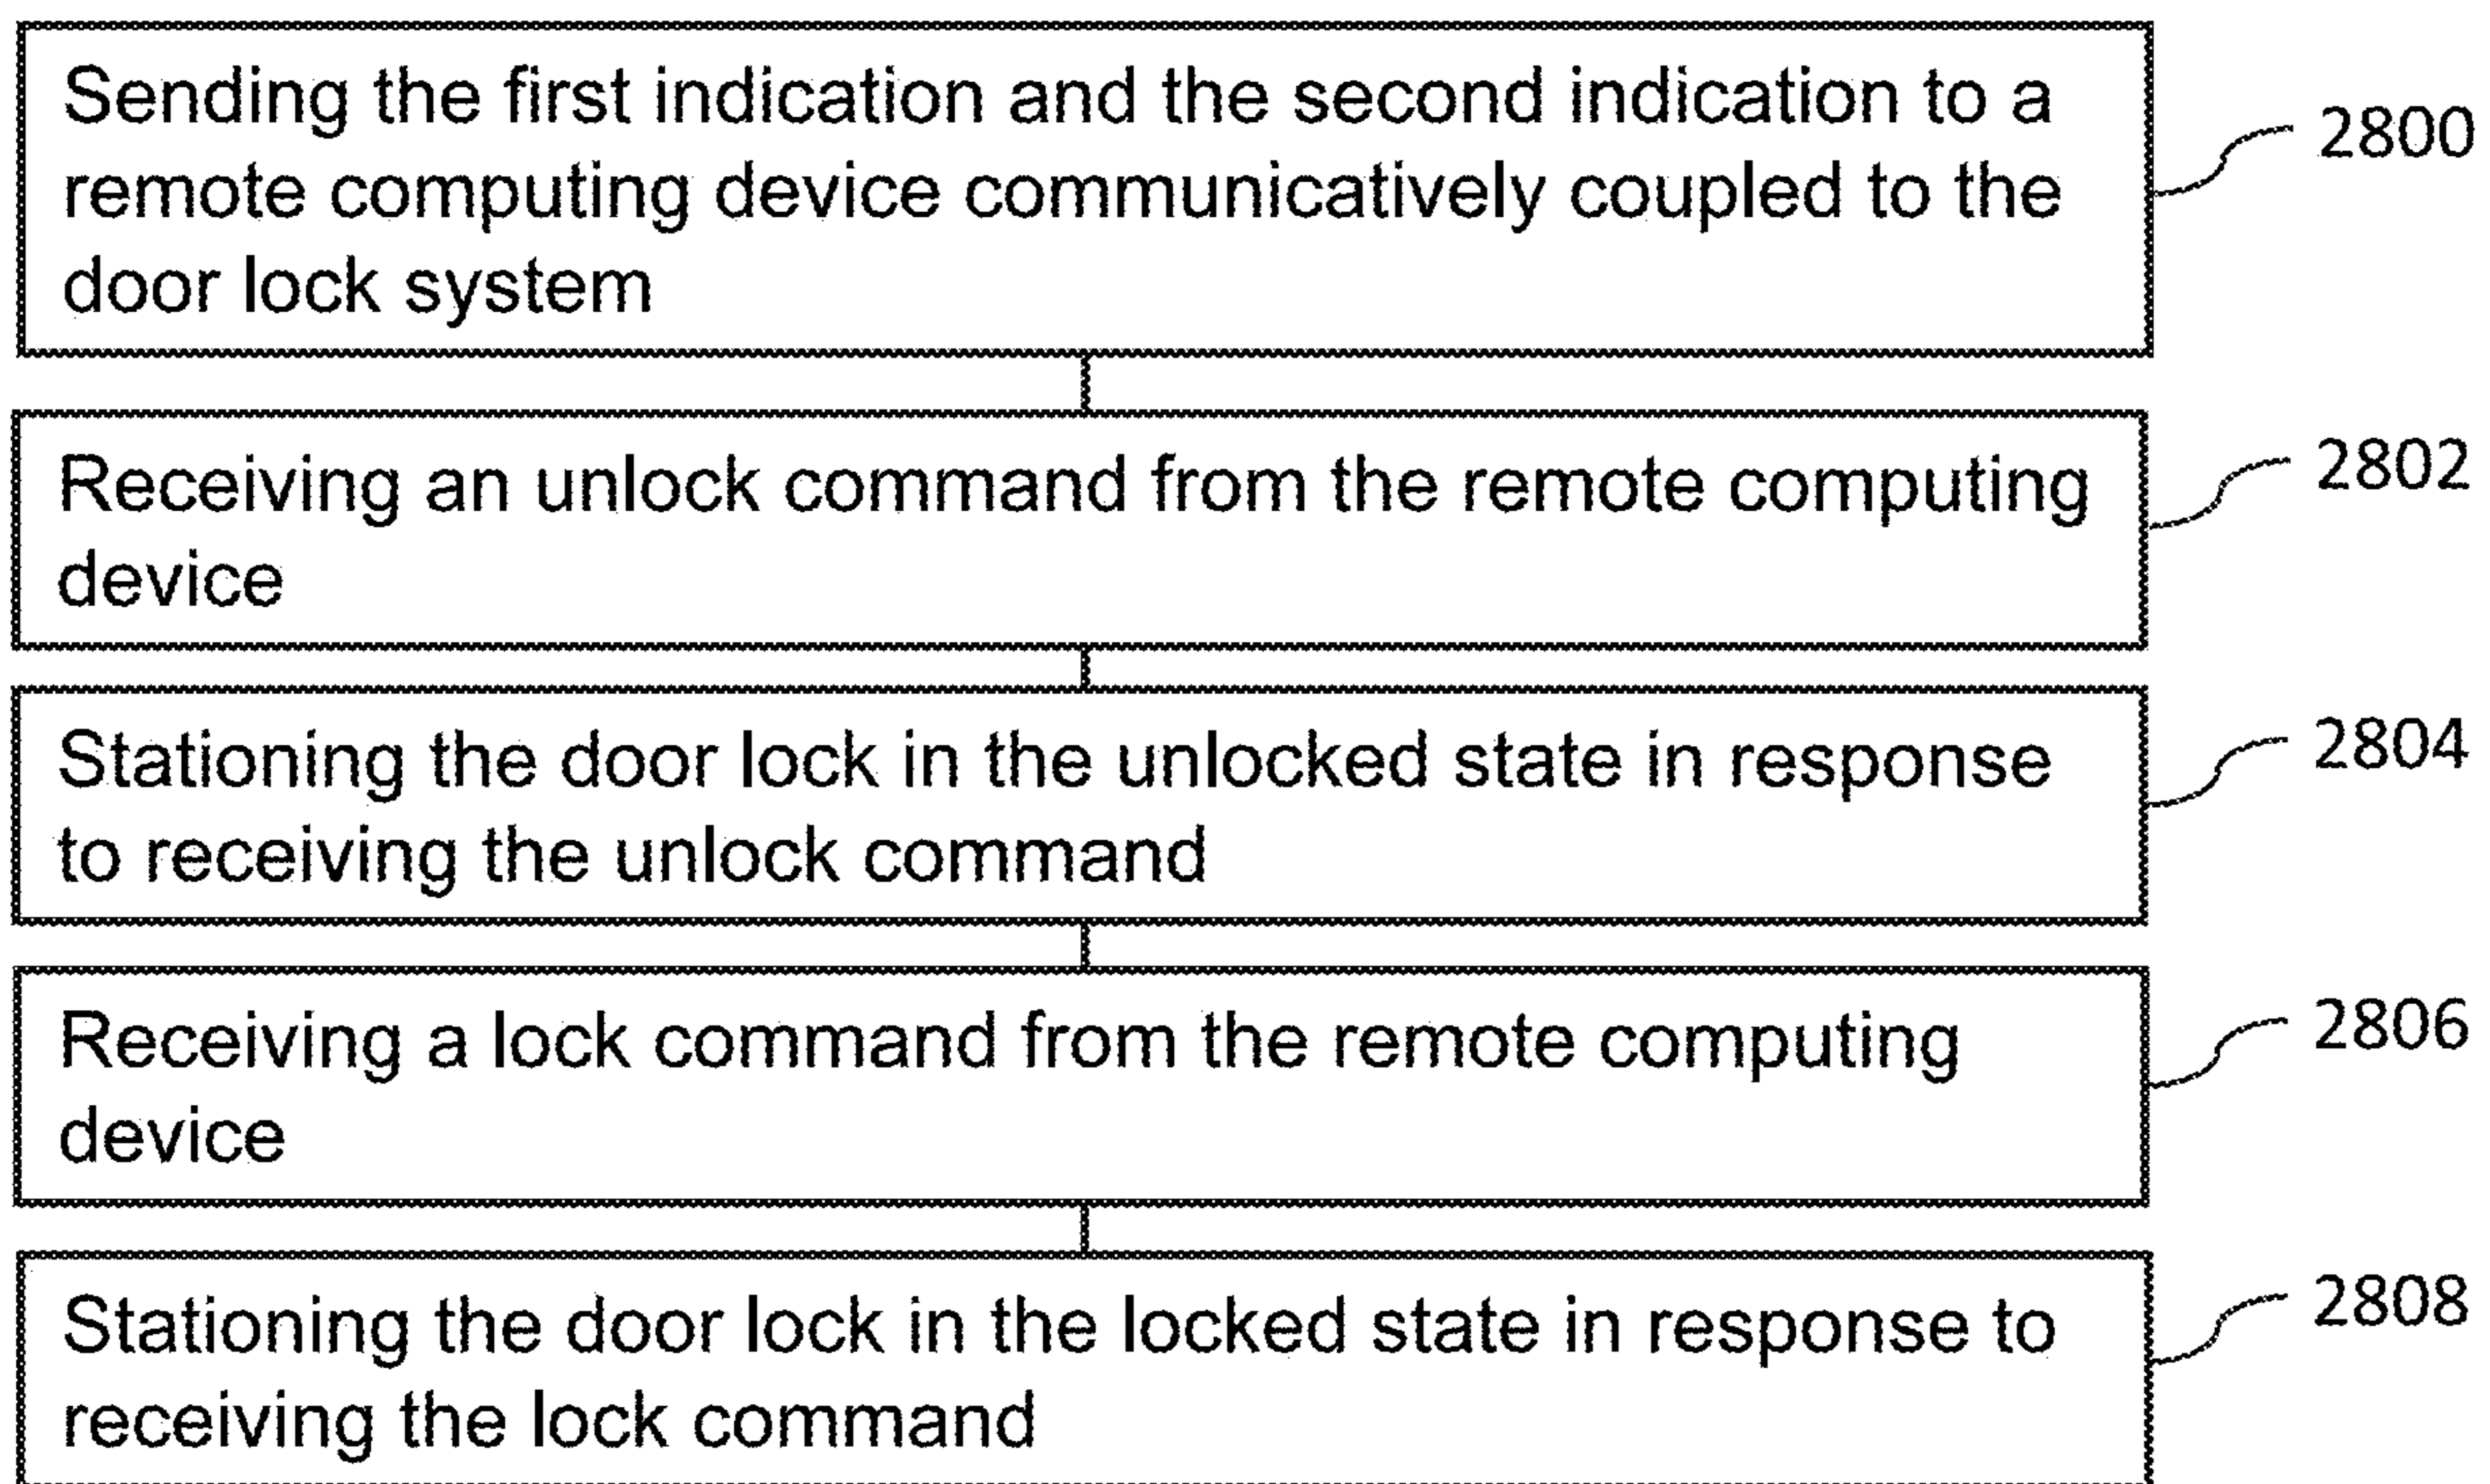 Sending the first indication and the second indication to a
remote computing device communicatively coupled to the
door lock system
2800
Receiving an unlock command from the remote computing
device
2802
Stationing the door lock in the unlocked state in response
to receiving the unlock command
2804
Receiving a lock command from the remote computing
device
2806
Stationing the door lock in the locked state in response to
receiving the lock command
2808